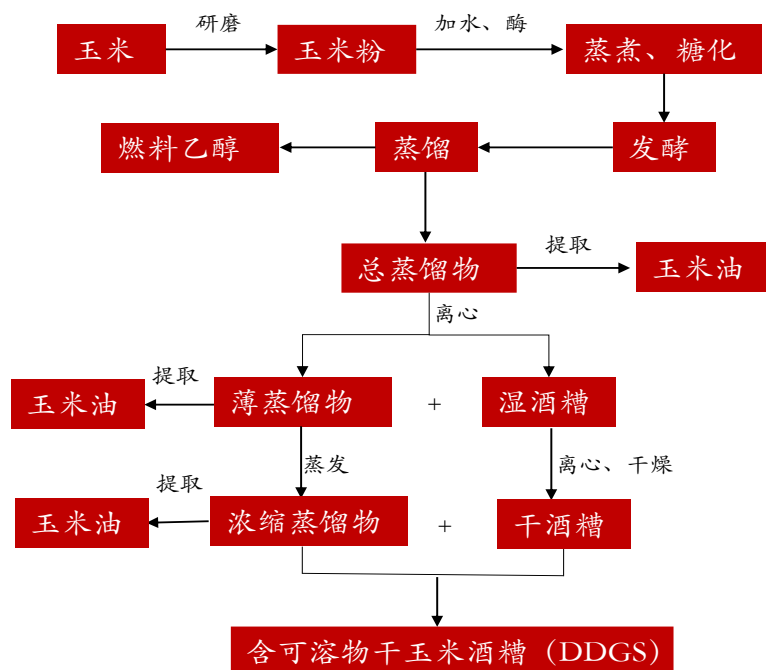 研磨
加水、酶
玉米
玉米粉
蒸煮、糖化
燃料乙醇
蒸馏
发酵
总蒸馏物
提取
玉米油
离心
提取
玉米油
薄蒸馏物
+
湿酒糟
蒸发
离心、干燥
提取
玉米油
浓缩蒸馏物
+
干酒糟
含可溶物干玉米酒糟（DDGS）